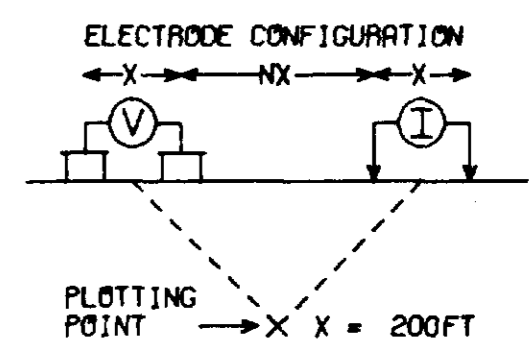 ELECTRODE CONFIGURATION
X NX X
V I
PLOTTING
POINT X X = 200FT